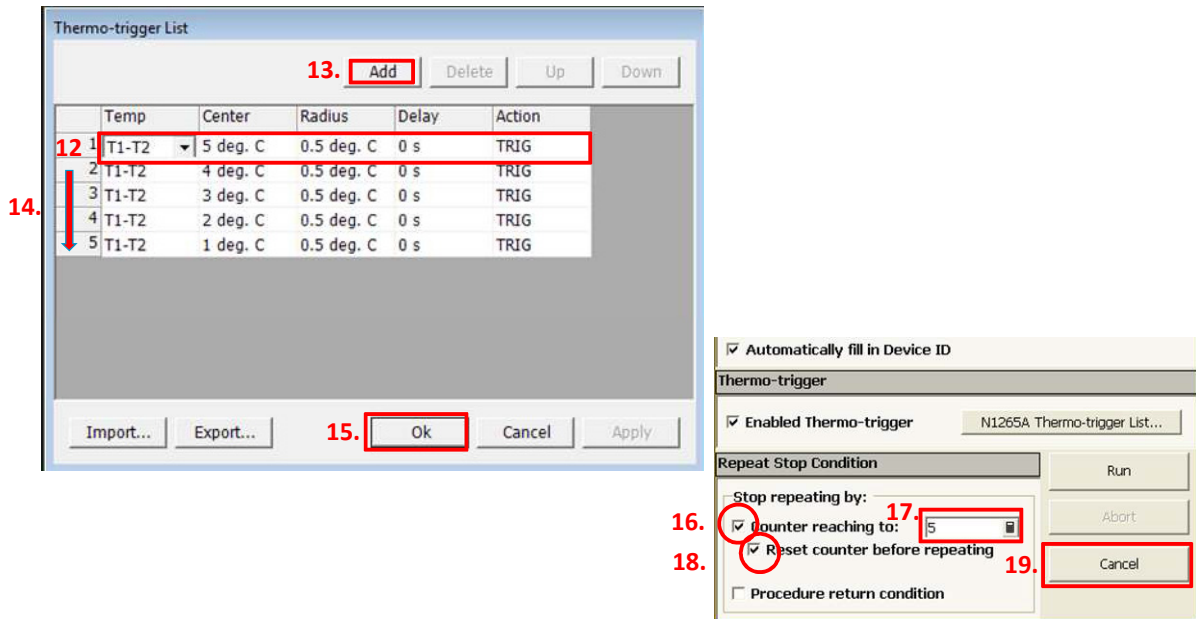 Thermo-trigger List
13. Add Delete Up Down
Temp Center Radius Delay Action
12 1 T1-T2 5 deg. C 0.5 deg. C 0 s TRIG
2 T1-T2 4 deg. C 0.5 deg. C 0 s TRIG
14. 3 T1-T2 3 deg. C 0.5 deg. C 0 s TRIG
4 T1-T2 2 deg. C 0.5 deg. C 0 s TRIG
5 T1-T2 1 deg. C 0.5 deg. C 0 s TRIG
Import... Export... 15. Ok Cancel Apply
Automatically fill in Device ID
Thermo-trigger
Enabled Thermo-trigger N1265A Thermo-trigger List...
Repeat Stop Condition Run
Stop repeating by:
16. Counter reaching to: 17. 5 Abort
18. Reset counter before repeating 19. Cancel
Procedure return condition